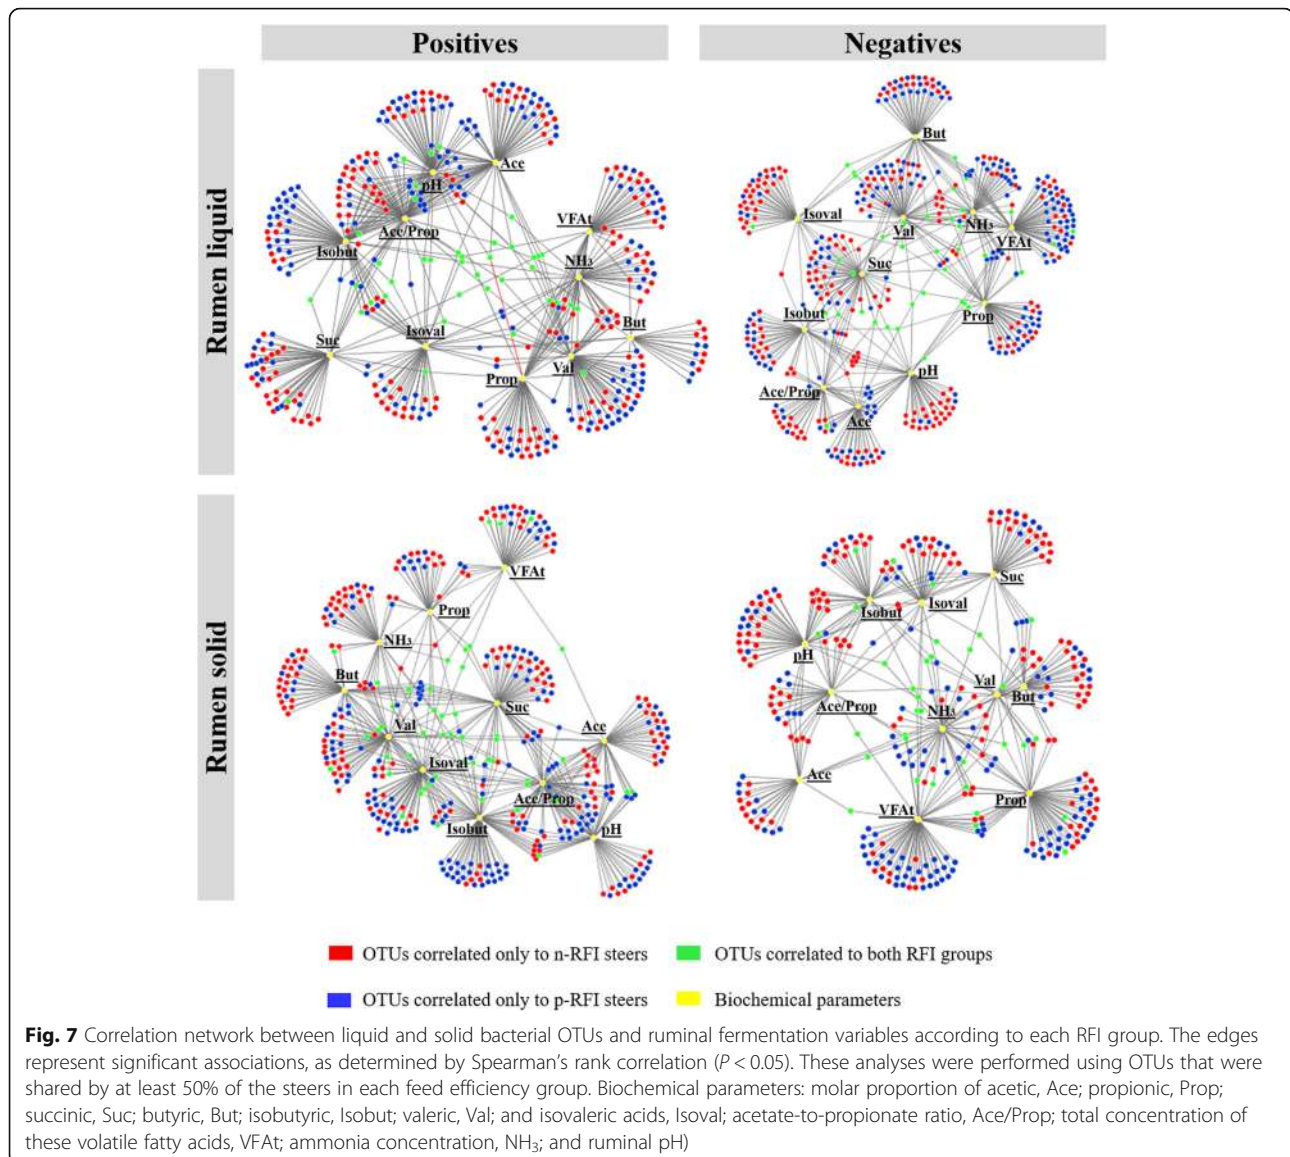 Positives
Negatives
Rumen liquid
Ace
pH
Ace/Prop
Isobut
VFAt
NH₃
But
Suc
Isoval
Val
Prop
But
Isoval
Val
NH₃
VFAt
Suc
Isobut
Prop
pH
Ace/Prop
Ace
Rumen solid
VFAt
Prop
NH₃
But
Suc
Val
Ace
Isoval
Ace/Prop
Isobut
pH
Suc
Isobut
Isoval
pH
Val
But
Ace/Prop
NH₃
Ace
VFAt
Prop
OTUs correlated only to n-RFI steers
OTUs correlated to both RFI groups
OTUs correlated only to p-RFI steers
Biochemical parameters
Fig. 7 Correlation network between liquid and solid bacterial OTUs and ruminal fermentation variables according to each RFI group. The edges
represent significant associations, as determined by Spearman's rank correlation (P < 0.05). These analyses were performed using OTUs that were
shared by at least 50% of the steers in each feed efficiency group. Biochemical parameters: molar proportion of acetic, Ace; propionic, Prop;
succinic, Suc; butyric, But; isobutyric, Isobut; valeric, Val; and isovaleric acids, Isoval; acetate-to-propionate ratio, Ace/Prop; total concentration of
these volatile fatty acids, VFAt; ammonia concentration, NH₃; and ruminal pH)